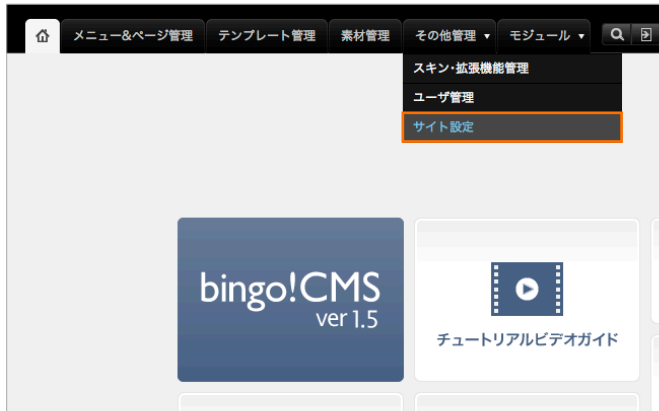 メニュー&ページ管理 テンプレート管理 素材管理 その他管理 ▼ モジュール ▼
スキン・拡張機能管理
ユーザ管理
サイト設定
bingo!CMS
ver 1.5
チュートリアルビデオガイド